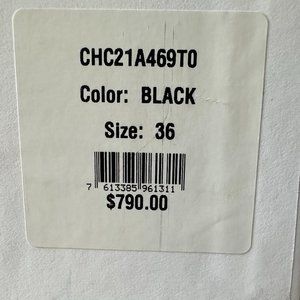 CHC21A469T0
Color: BLACK
Size: 36
7 613385 961311
$790.00